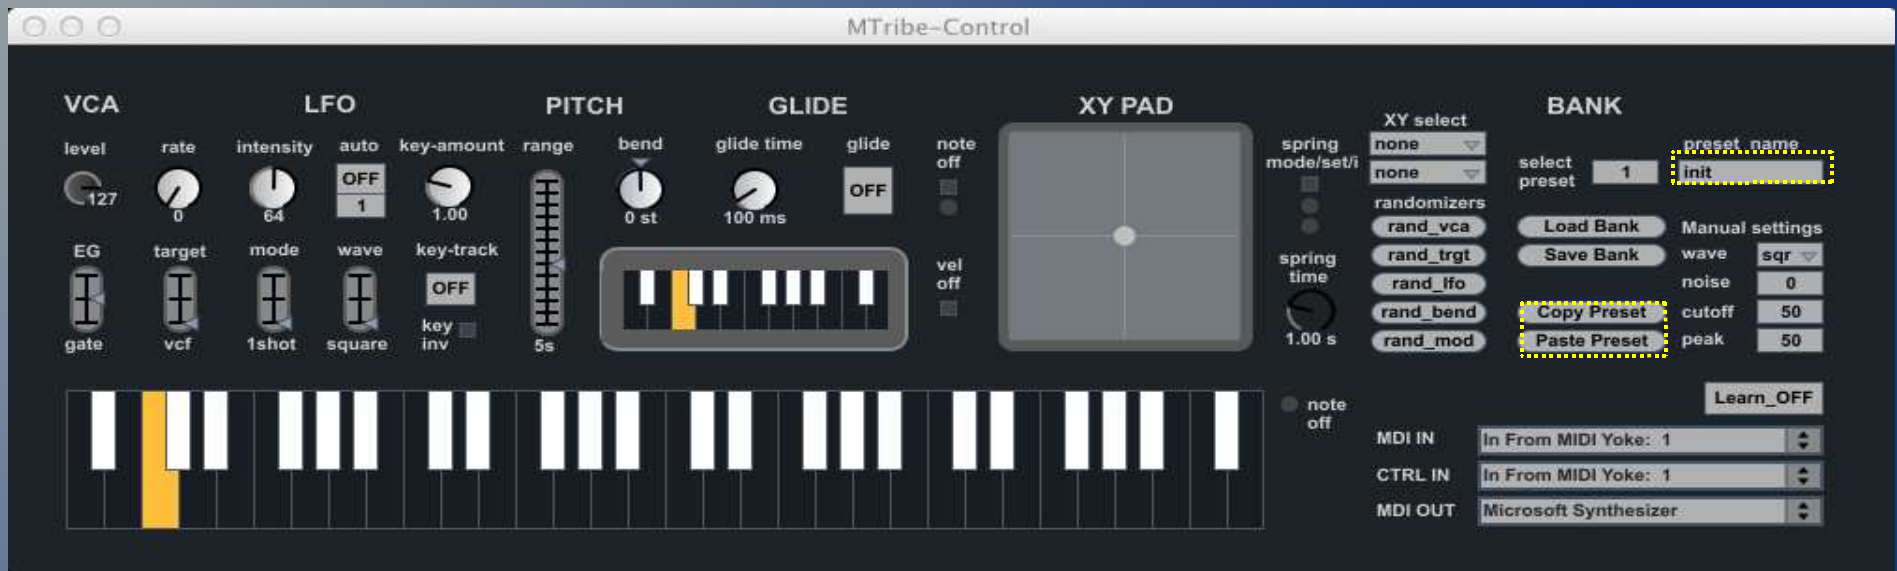 MTribe-Control
VCA
LFO
PITCH
GLIDE
XY PAD
BANK
level
127
rate
0
intensity
64
auto
OFF
1
key-amount
1.00
range
5s
bend
0 st
glide time
100 ms
glide
OFF
note
off
vel
off
EG
gate
target
vcf
mode
1shot
wave
square
key-track
OFF
key
inv
spring
mode/set/i
spring
time
1.00 s
XY select
none
none
randomizers
rand_vca
rand_trgt
rand_lfo
rand_bend
rand_mod
select
preset
1
preset_name
init
Load Bank
Save Bank
Copy Preset
Paste Preset
Manual settings
wave
sqr
noise
0
cutoff
50
peak
50
note
off
Learn_OFF
MDI IN
In From MIDI Yoke: 1
CTRL IN
In From MIDI Yoke: 1
MDI OUT
Microsoft Synthesizer